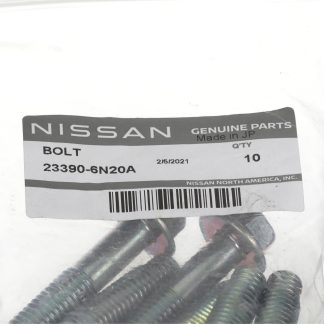 NISSAN GENUINE PARTS
Made in JP
BOLT Q'TY
23390-6N20A 2/6/2021 10
NISSAN NORTH AMERICA, INC.